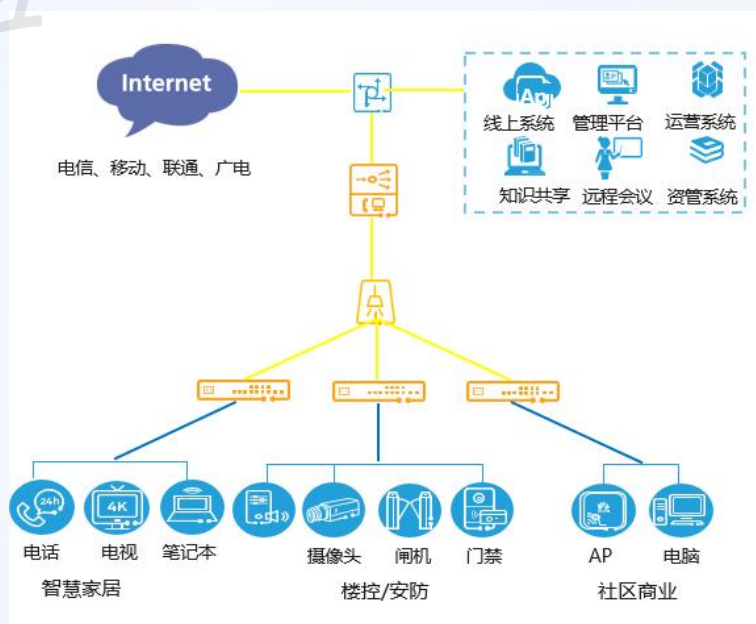 Internet
电信、移动、联通、广电
App
线上系统 管理平台 运营系统
知识共享 远程会议 资管系统
24h
4K
电话 电视 笔记本 摄像头 闸机 门禁 AP 电脑
智慧家居 楼控/安防 社区商业